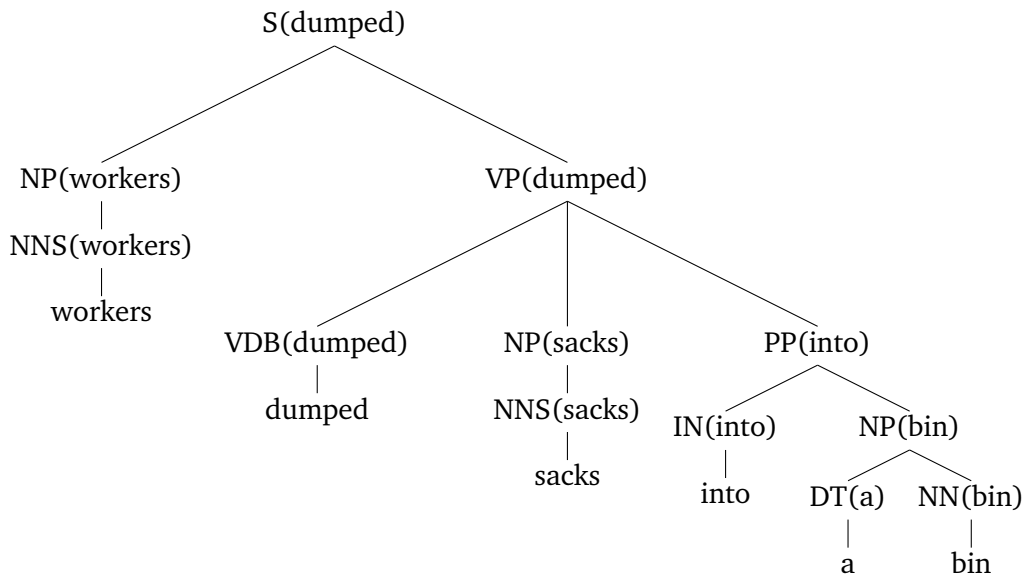 S(dumped)
NP(workers) VP(dumped)
NNS(workers)
workers
VDB(dumped) NP(sacks) PP(into)
dumped NNS(sacks) IN(into) NP(bin)
sacks into DT(a) NN(bin)
a bin